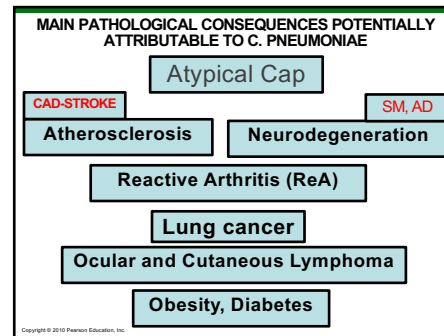 MAIN PATHOLOGICAL CONSEQUENCES POTENTIALLY
ATTRIBUTABLE TO C. PNEUMONIAE
Atypical Cap
CAD-STROKE
SM, AD
Atherosclerosis
Neurodegeneration
Reactive Arthritis (ReA)
Lung cancer
Ocular and Cutaneous Lymphoma
Obesity, Diabetes
Copyright © 2010 Pearson Education, Inc.